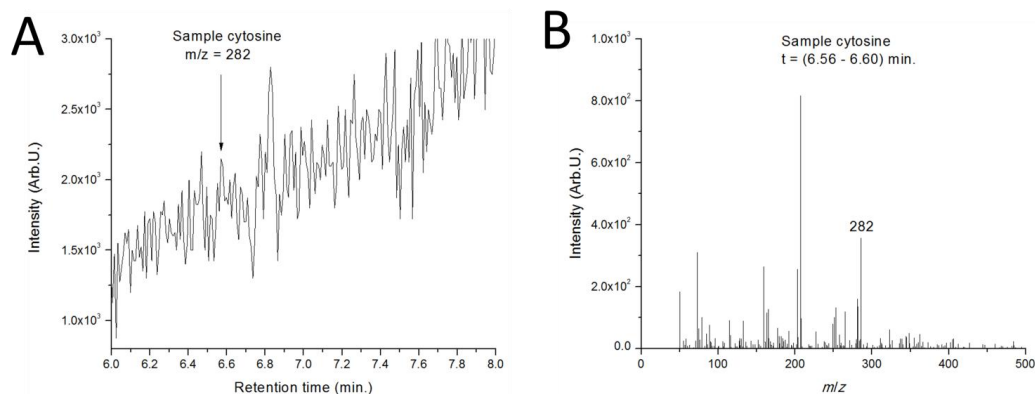 A
Sample cytosine
m/z = 282
3.0x10³
2.5x10³
2.0x10³
1.5x10³
1.0x10³
Intensity (Arb.U.)
6.0 6.2 6.4 6.6 6.8 7.0 7.2 7.4 7.6 7.8 8.0
Retention time (min.)
B
Sample cytosine
t = (6.56 - 6.60) min.
282
1.0x10³
8.0x10²
6.0x10²
4.0x10²
2.0x10²
0.0
Intensity (Arb.U.)
0 100 200 300 400 500
m/z